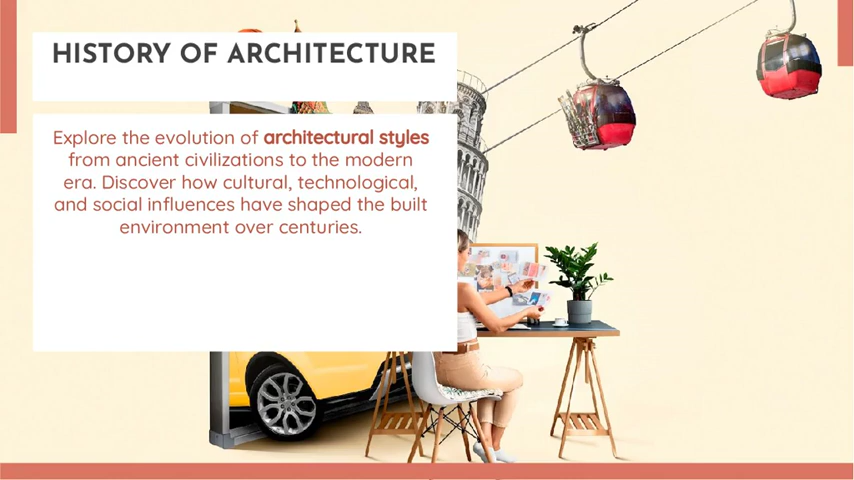 HISTORY OF ARCHITECTURE
Explore the evolution of architectural styles
from ancient civilizations to the modern
era. Discover how cultural, technological,
and social influences have shaped the built
environment over centuries.